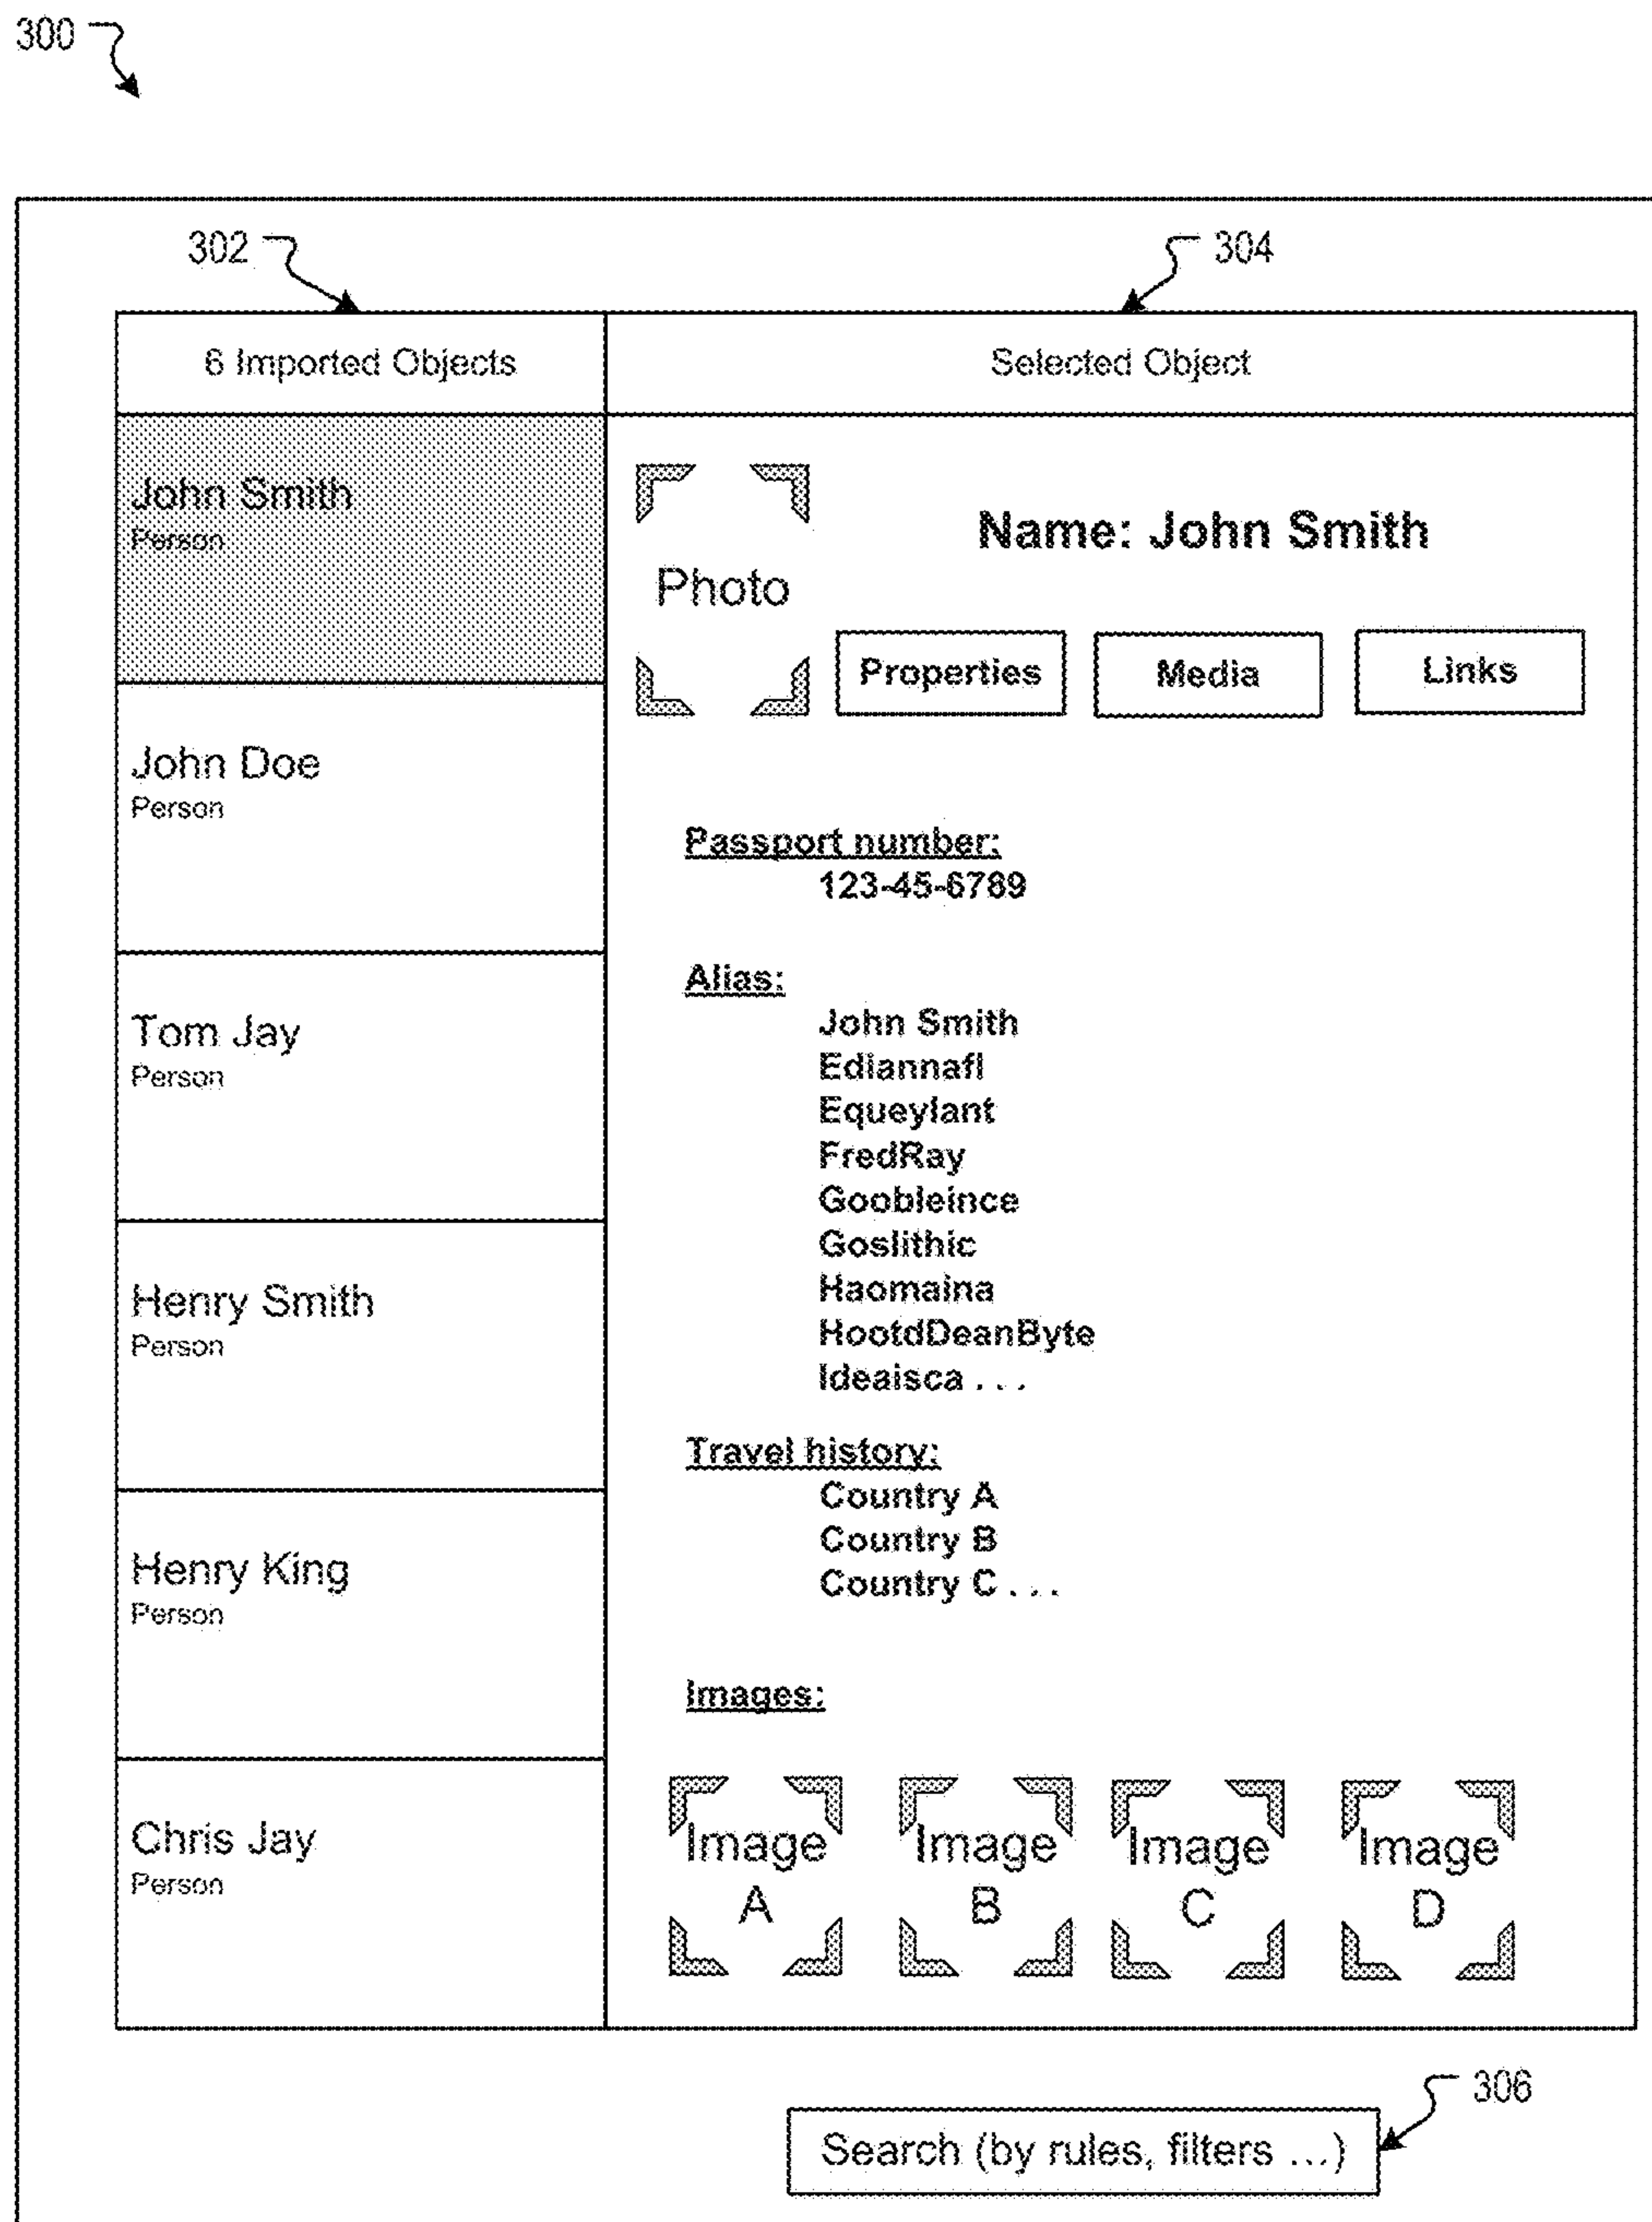 300
302
304
6 Imported Objects
Selected Object
John Smith
Person
John Doe
Person
Tom Jay
Person
Henry Smith
Person
Henry King
Person
Chris Jay
Person
Photo
Name: John Smith
Properties
Media
Links
Passport number:
123-45-6789
Alias:
John Smith
Ediannafl
Equeylant
FredRay
Goobleince
Goslithic
Haomaina
HootdDeanByte
Ideaisca . . .
Travel history:
Country A
Country B
Country C . . .
Images:
Image A
Image B
Image C
Image D
306
Search (by rules, filters ...)